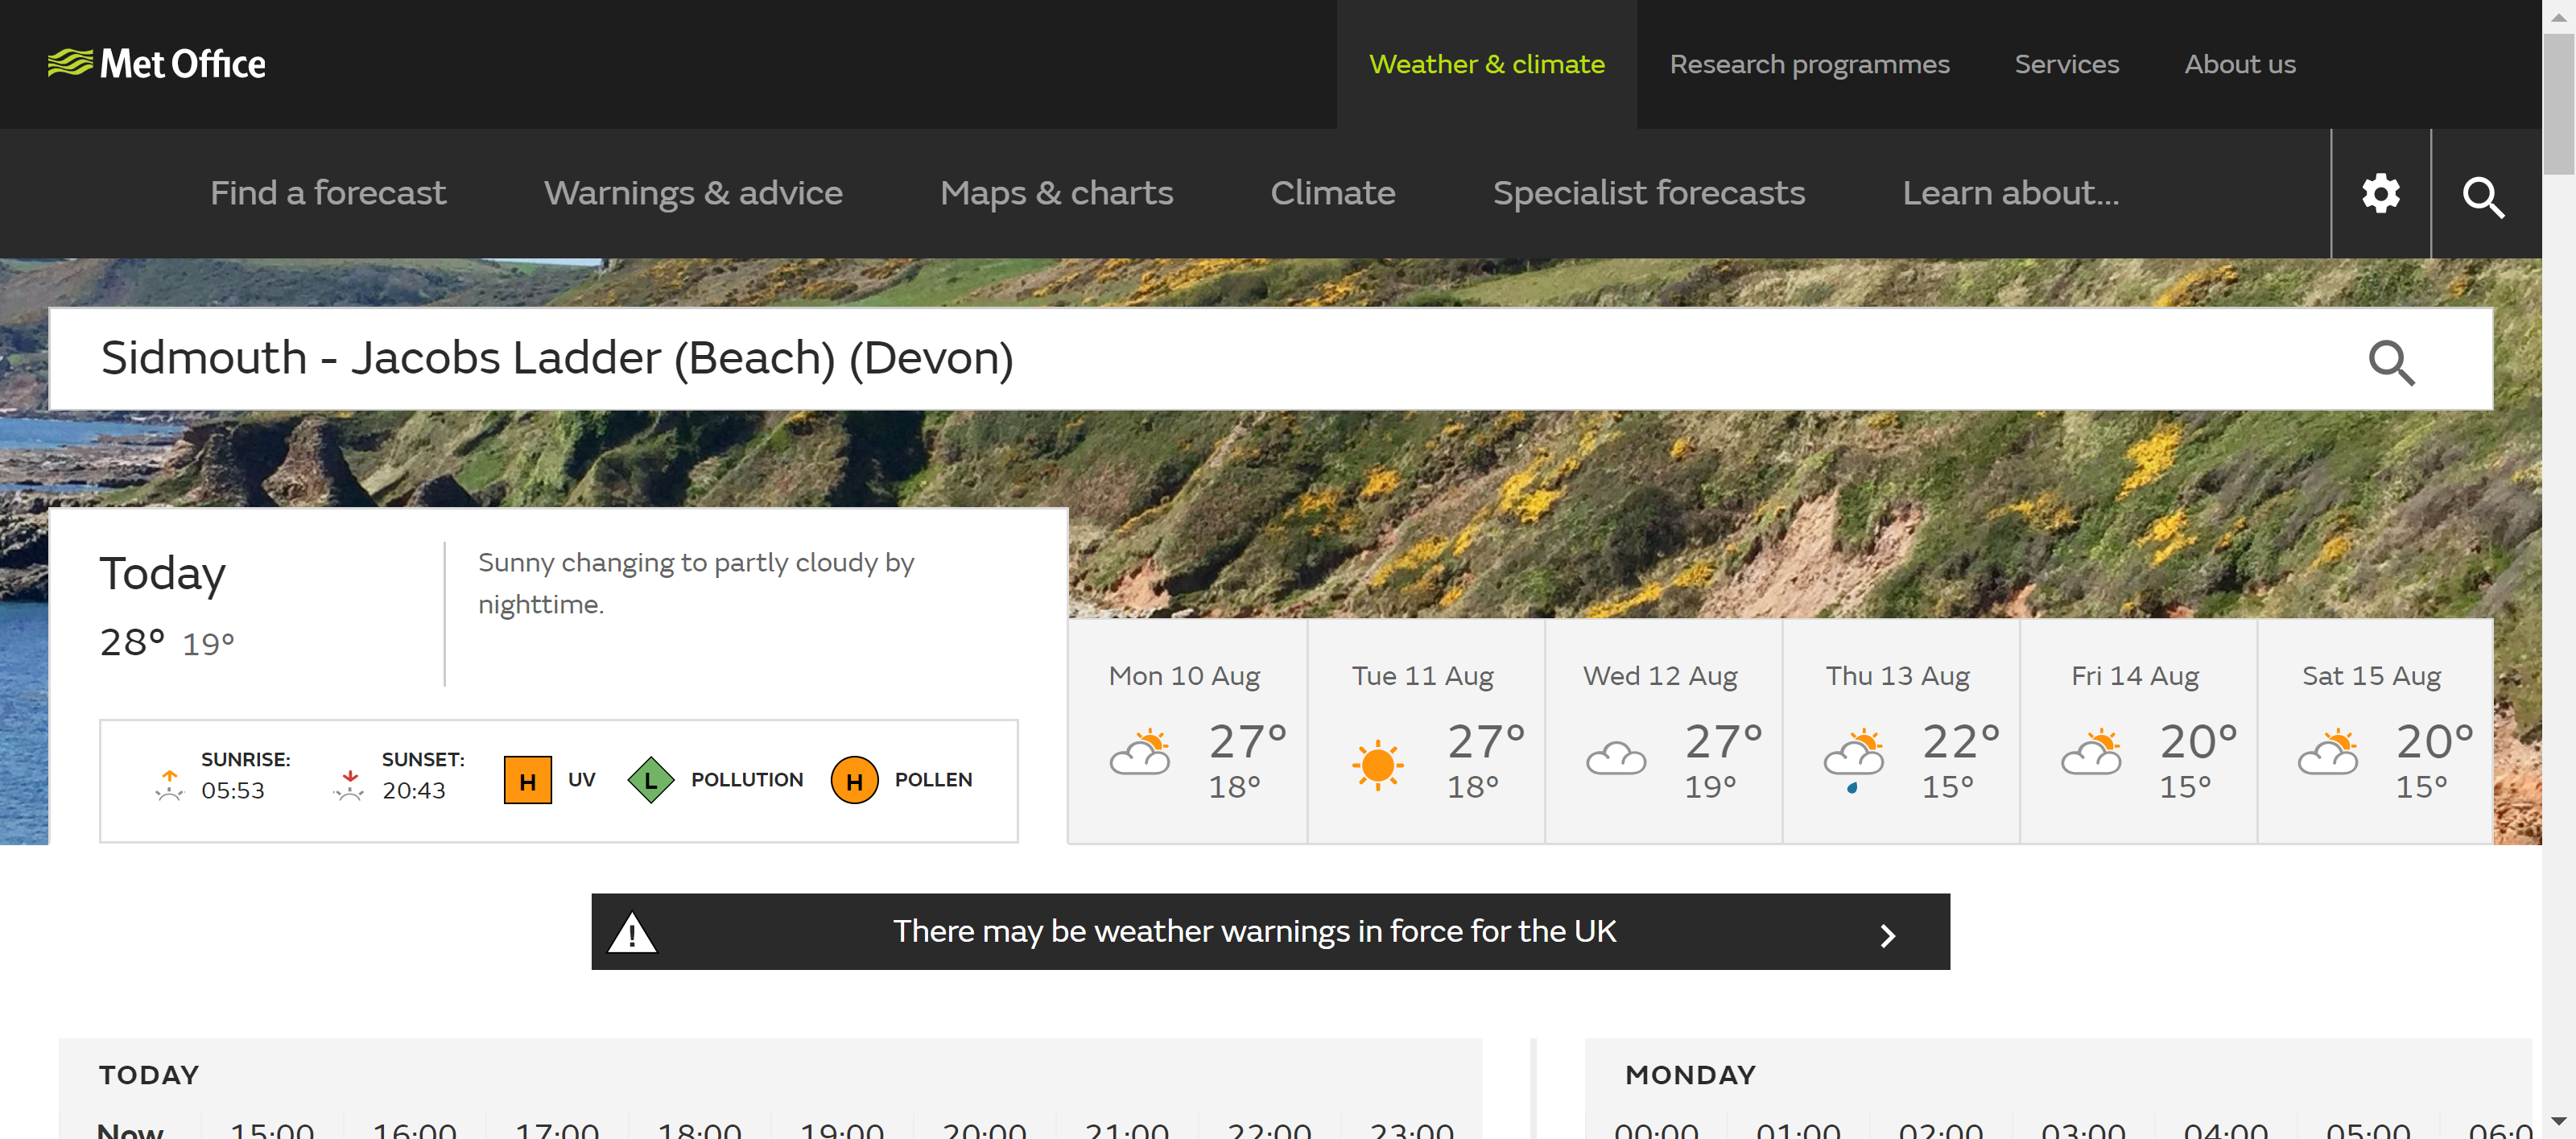 Met Office
Weather & climate
Research programmes
Services
About us
Find a forecast
Warnings & advice
Maps & charts
Climate
Specialist forecasts
Learn about...
Sidmouth - Jacobs Ladder (Beach) (Devon)
Today
28° 19°
Sunny changing to partly cloudy by
nighttime.
SUNRISE:
05:53
SUNSET:
20:43
H UV
L POLLUTION
H POLLEN
Mon 10 Aug
27°
18°
Tue 11 Aug
27°
18°
Wed 12 Aug
27°
19°
Thu 13 Aug
22°
15°
Fri 14 Aug
20°
15°
Sat 15 Aug
20°
15°
! There may be weather warnings in force for the UK
TODAY
Now 15:00 16:00 17:00 18:00 19:00 20:00 21:00 22:00 23:00
MONDAY
00:00 01:00 02:00 03:00 04:00 05:00 06:0